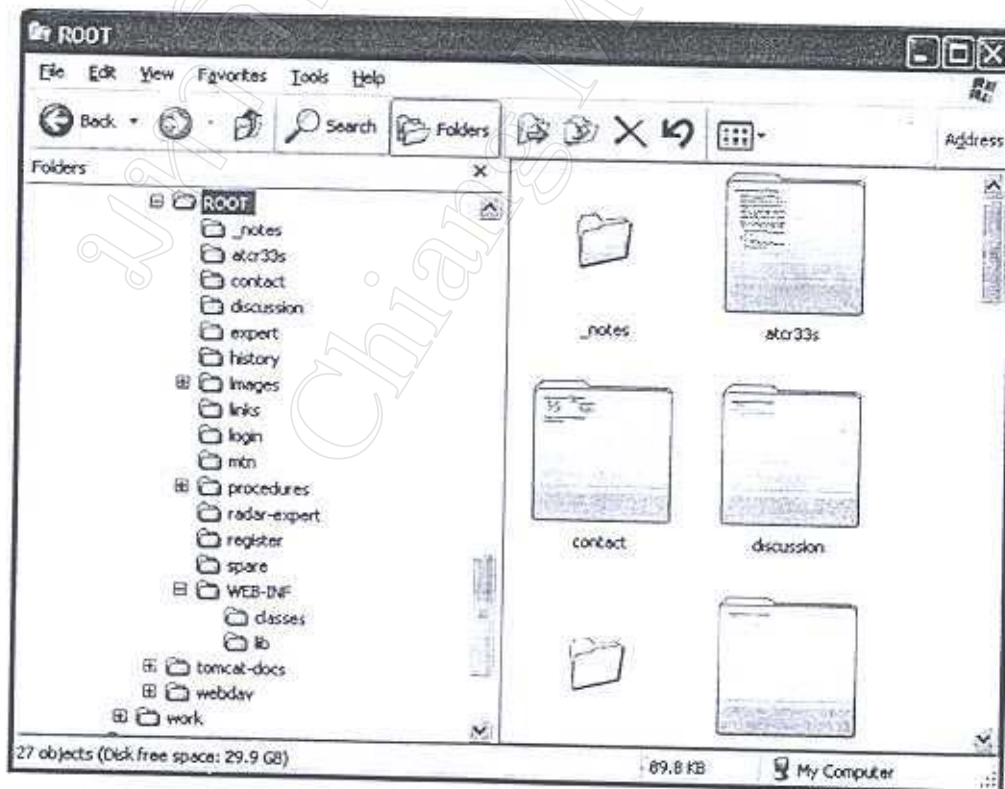 ROOT
File Edit View Favorites Tools Help
Back Search Folders Address
Folders
ROOT
_notes
atcr33s
contact
discussion
expert
history
Images
links
login
mtn
procedures
radar-expert
register
spare
WEB-INF
classes
lib
tomcat-docs
webdav
work
_notes
atcr33s
contact
discussion
27 objects (Disk free space: 29.9 GB)
89.8 KB
My Computer
Chiang